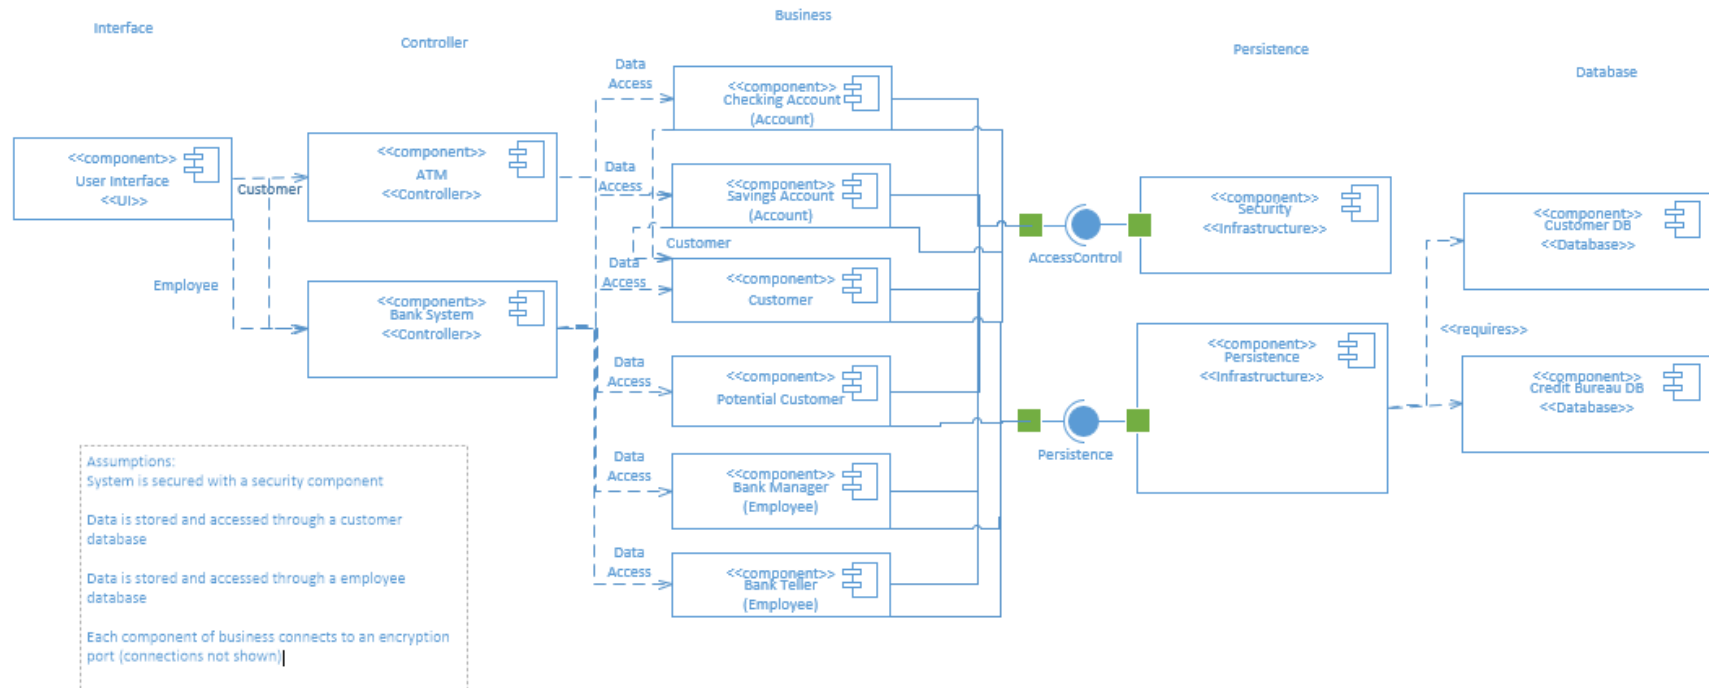 Interface
Controller
Business
Persistence
Database
<<component>>
User Interface
<<UI>>
Customer
Employee
<<component>>
ATM
<<Controller>>
<<component>>
Bank System
<<Controller>>
Data
Access
<<component>>
Checking Account
(Account)
Data
Access
<<component>>
Savings Account
(Account)
Customer
Data
Access
<<component>>
Customer
Data
Access
<<component>>
Potential Customer
Data
Access
<<component>>
Bank Manager
(Employee)
Data
Access
<<component>>
Bank Teller
(Employee)
AccessControl
Persistence
<<component>>
Security
<<Infrastructure>>
<<component>>
Persistence
<<Infrastructure>>
<<requires>>
<<component>>
Customer DB
<<Database>>
<<component>>
Credit Bureau DB
<<Database>>
Assumptions:
System is secured with a security component
Data is stored and accessed through a customer
database
Data is stored and accessed through a employee
database
Each component of business connects to an encryption
port (connections not shown)